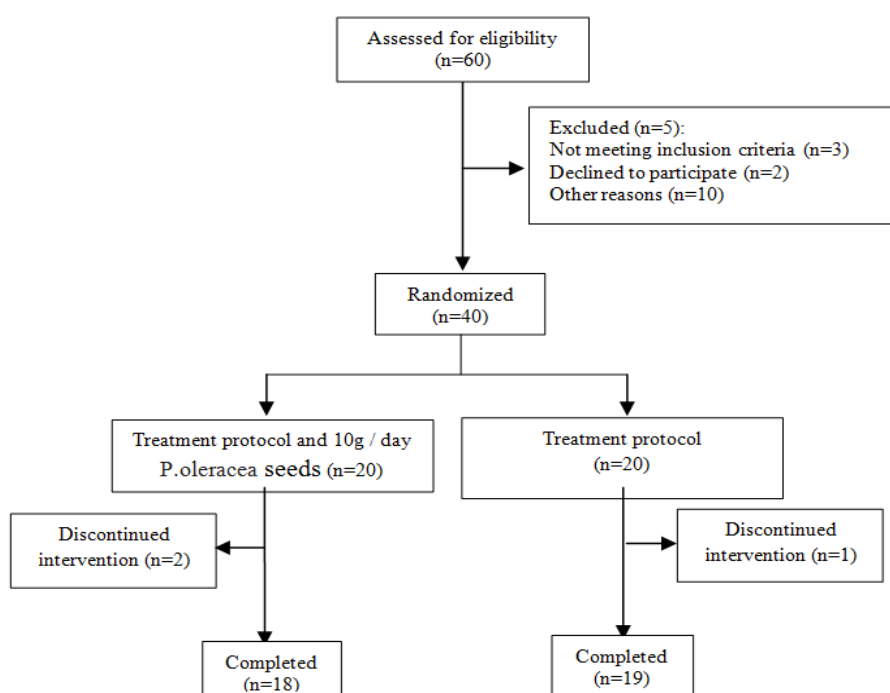 Assessed for eligibility
(n=60)
Excluded (n=5):
Not meeting inclusion criteria (n=3)
Declined to participate (n=2)
Other reasons (n=10)
Randomized
(n=40)
Treatment protocol and 10g / day
P.oleracea seeds (n=20)
Treatment protocol
(n=20)
Discontinued
intervention (n=2)
Discontinued
intervention (n=1)
Completed
(n=18)
Completed
(n=19)